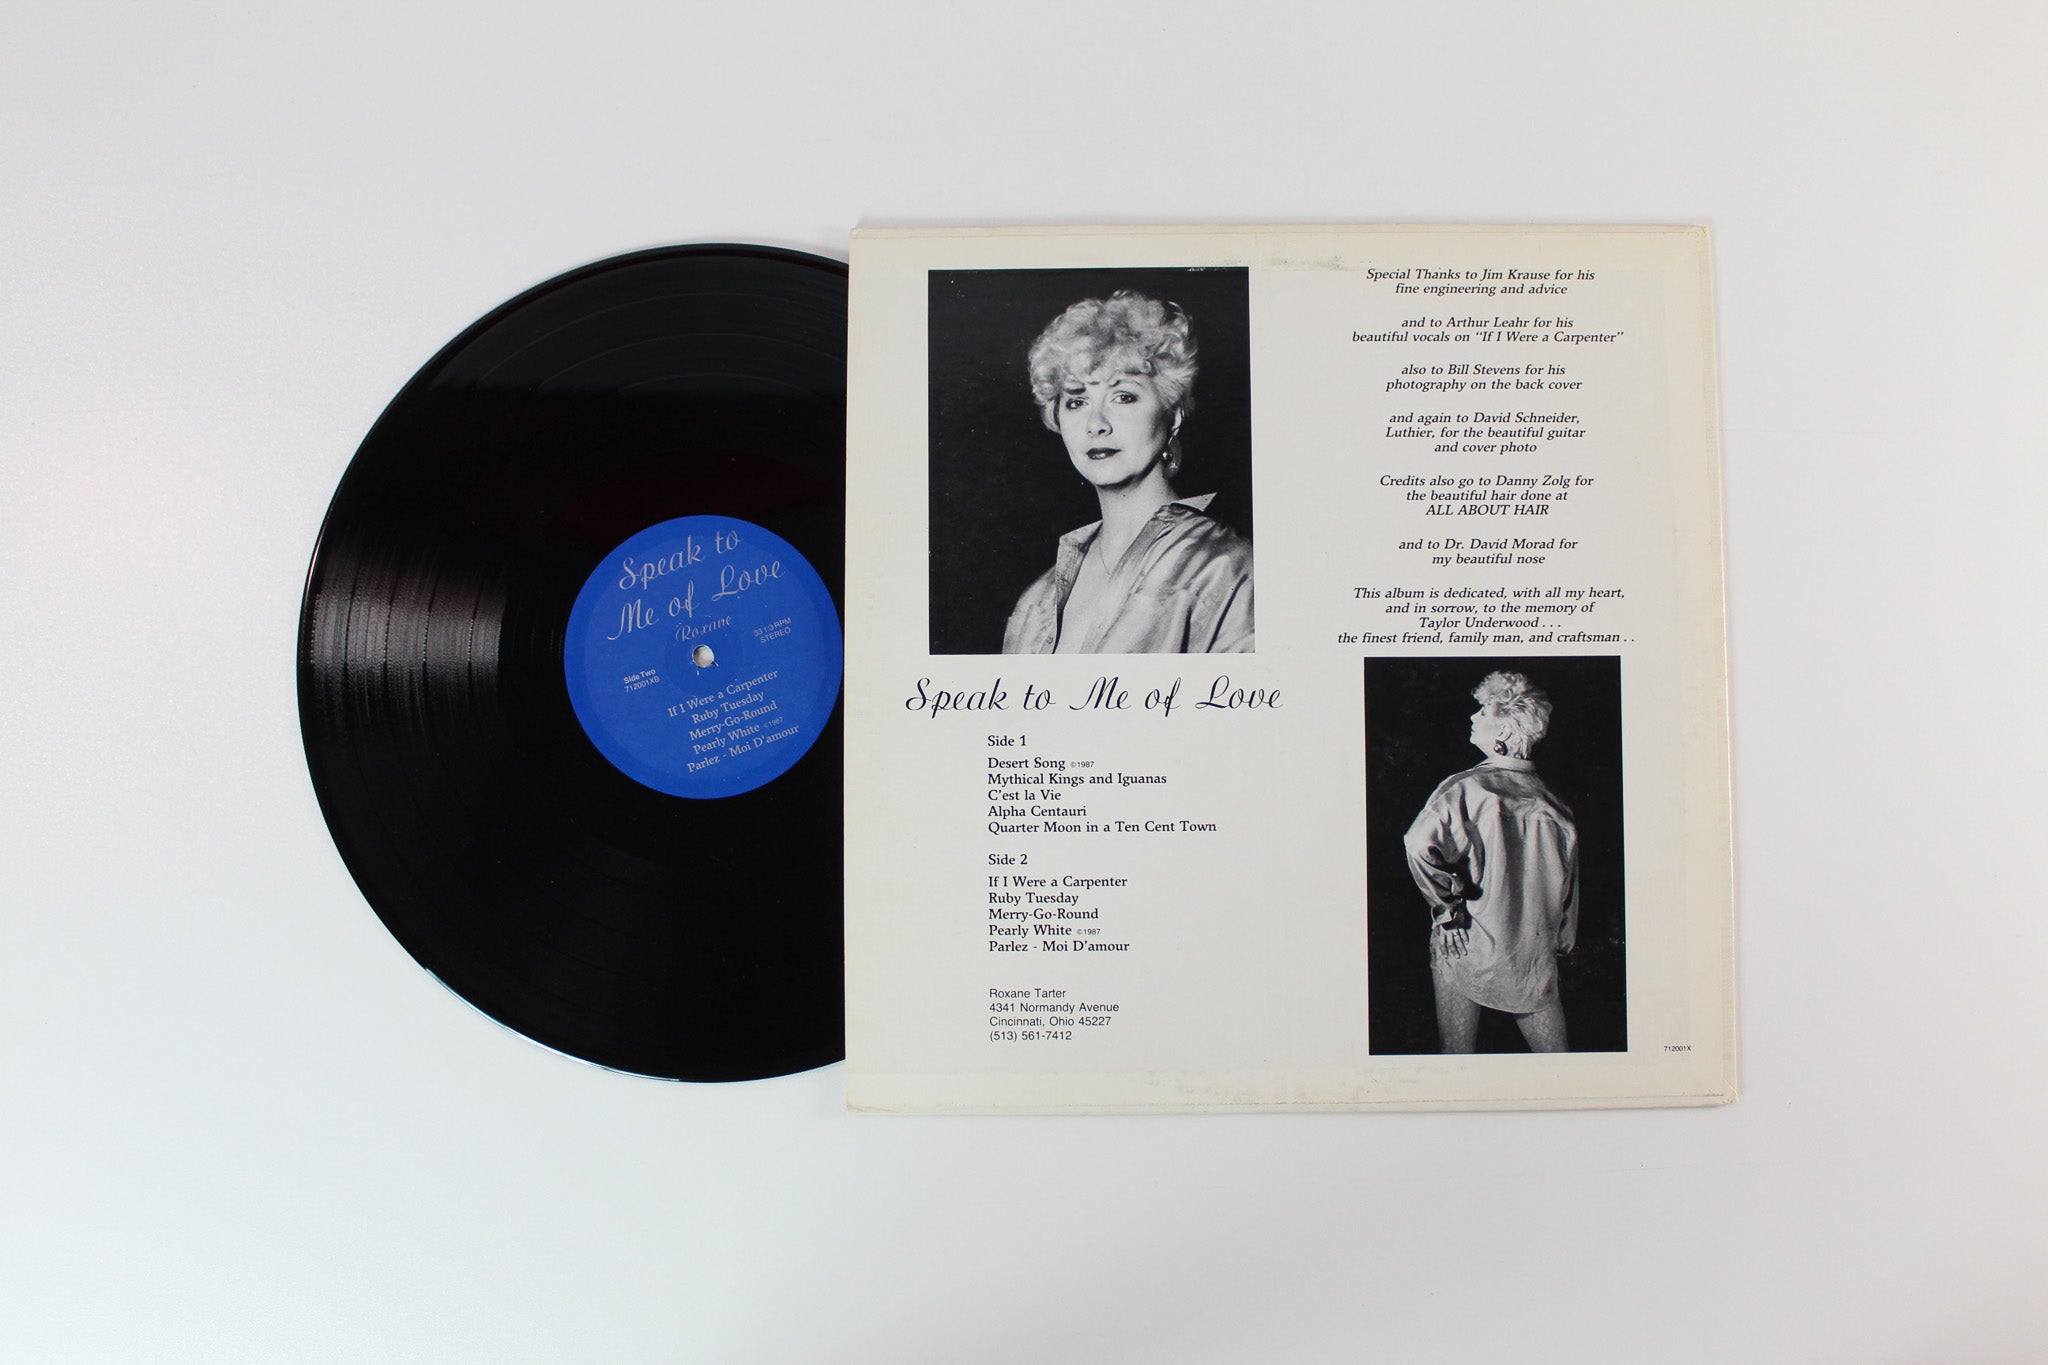 Speak to
Me of Love
Roxane
33 1/3 RPM
STEREO
Side Two
712001XB
If I Were a Carpenter
Ruby Tuesday
Merry-Go-Round
Pearly White ©1987
Parlez - Moi D'amour
Speak to Me of Love
Side 1
Desert Song ©1987
Mythical Kings and Iguanas
C'est la Vie
Alpha Centauri
Quarter Moon in a Ten Cent Town
Side 2
If I Were a Carpenter
Ruby Tuesday
Merry-Go-Round
Pearly White ©1987
Parlez - Moi D'amour
Roxane Tarter
4341 Normandy Avenue
Cincinnati, Ohio 45227
(513) 561-7412
Special Thanks to Jim Krause for his
fine engineering and advice
and to Arthur Leahr for his
beautiful vocals on "If I Were a Carpenter"
also to Bill Stevens for his
photography on the back cover
and again to David Schneider,
Luthier, for the beautiful guitar
and cover photo
Credits also go to Danny Zolg for
the beautiful hair done at
ALL ABOUT HAIR
and to Dr. David Morad for
my beautiful nose
This album is dedicated, with all my heart,
and in sorrow, to the memory of
Taylor Underwood . . .
the finest friend, family man, and craftsman . .
712001X